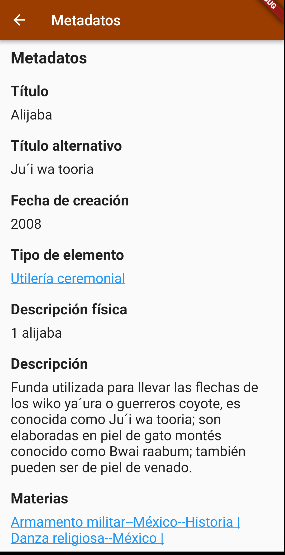 Metadatos
Metadatos
Título
Alijaba
Título alternativo
Ju´i wa tooria
Fecha de creación
2008
Tipo de elemento
Utilería ceremonial
Descripción física
1 alijaba
Descripción
Funda utilizada para llevar las flechas de
los wiko ya´ura o guerreros coyote, es
conocida como Ju´i wa tooria; son
elaboradas en piel de gato montés
conocido como Bwai raabum; también
pueden ser de piel de venado.
Materias
Armamento militar--México--Historia |
Danza religiosa--México |